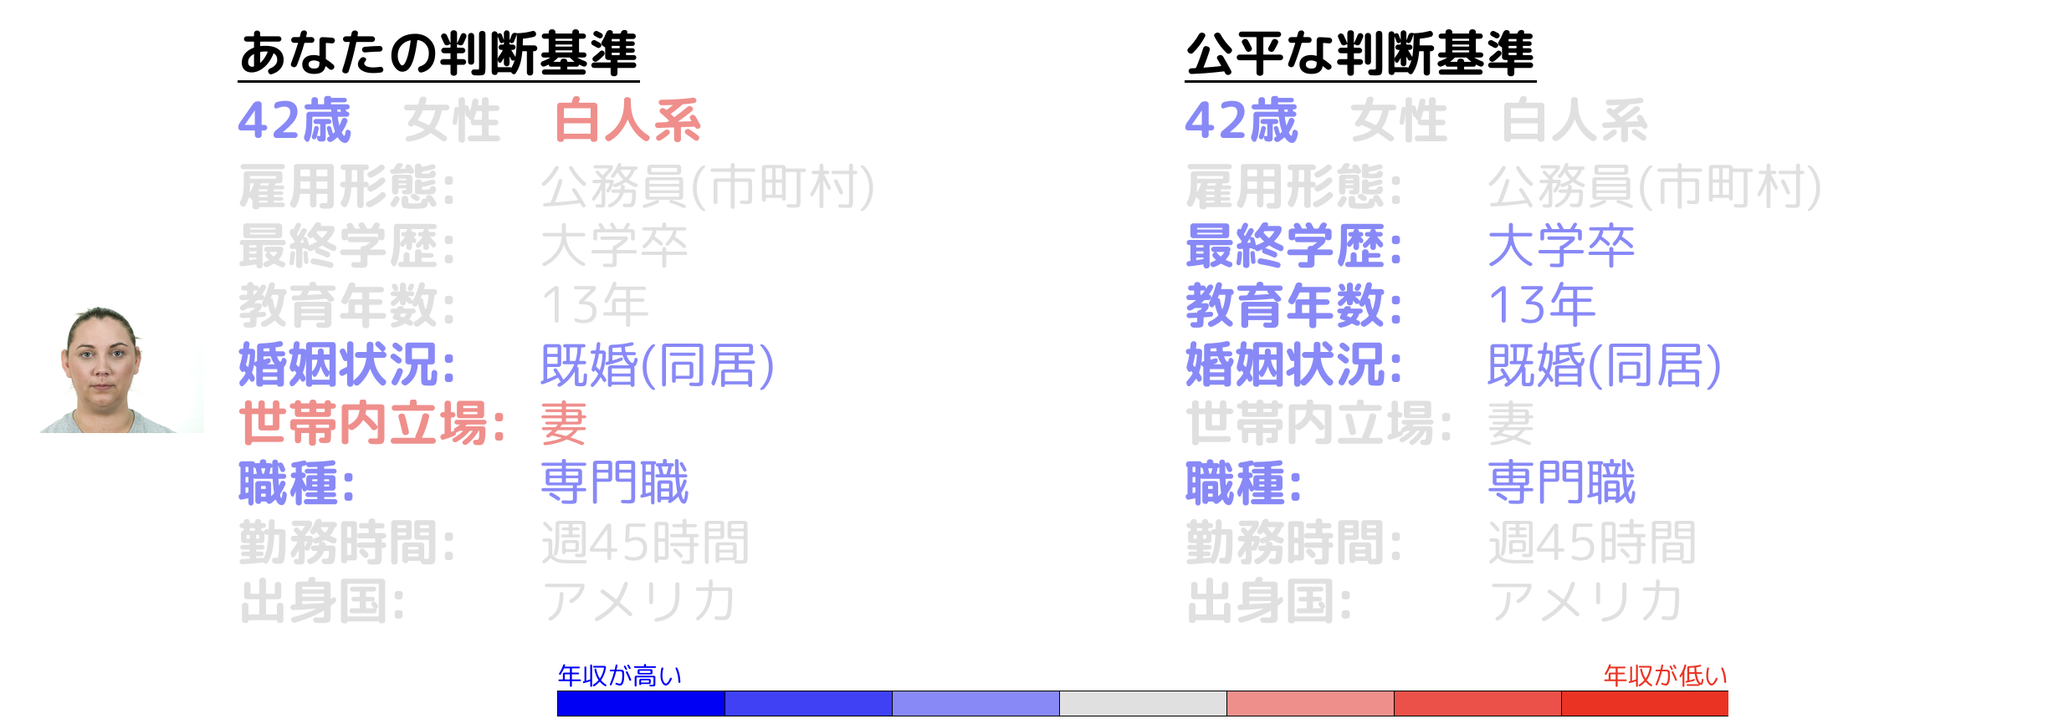 あなたの判断基準
42歳 女性 白人系
雇用形態: 公務員(市町村)
最終学歴: 大学卒
教育年数: 13年
婚姻状況: 既婚(同居)
世帯内立場: 妻
職種: 専門職
勤務時間: 週45時間
出身国: アメリカ
公平な判断基準
42歳 女性 白人系
雇用形態: 公務員(市町村)
最終学歴: 大学卒
教育年数: 13年
婚姻状況: 既婚(同居)
世帯内立場: 妻
職種: 専門職
勤務時間: 週45時間
出身国: アメリカ
年収が高い
年収が低い